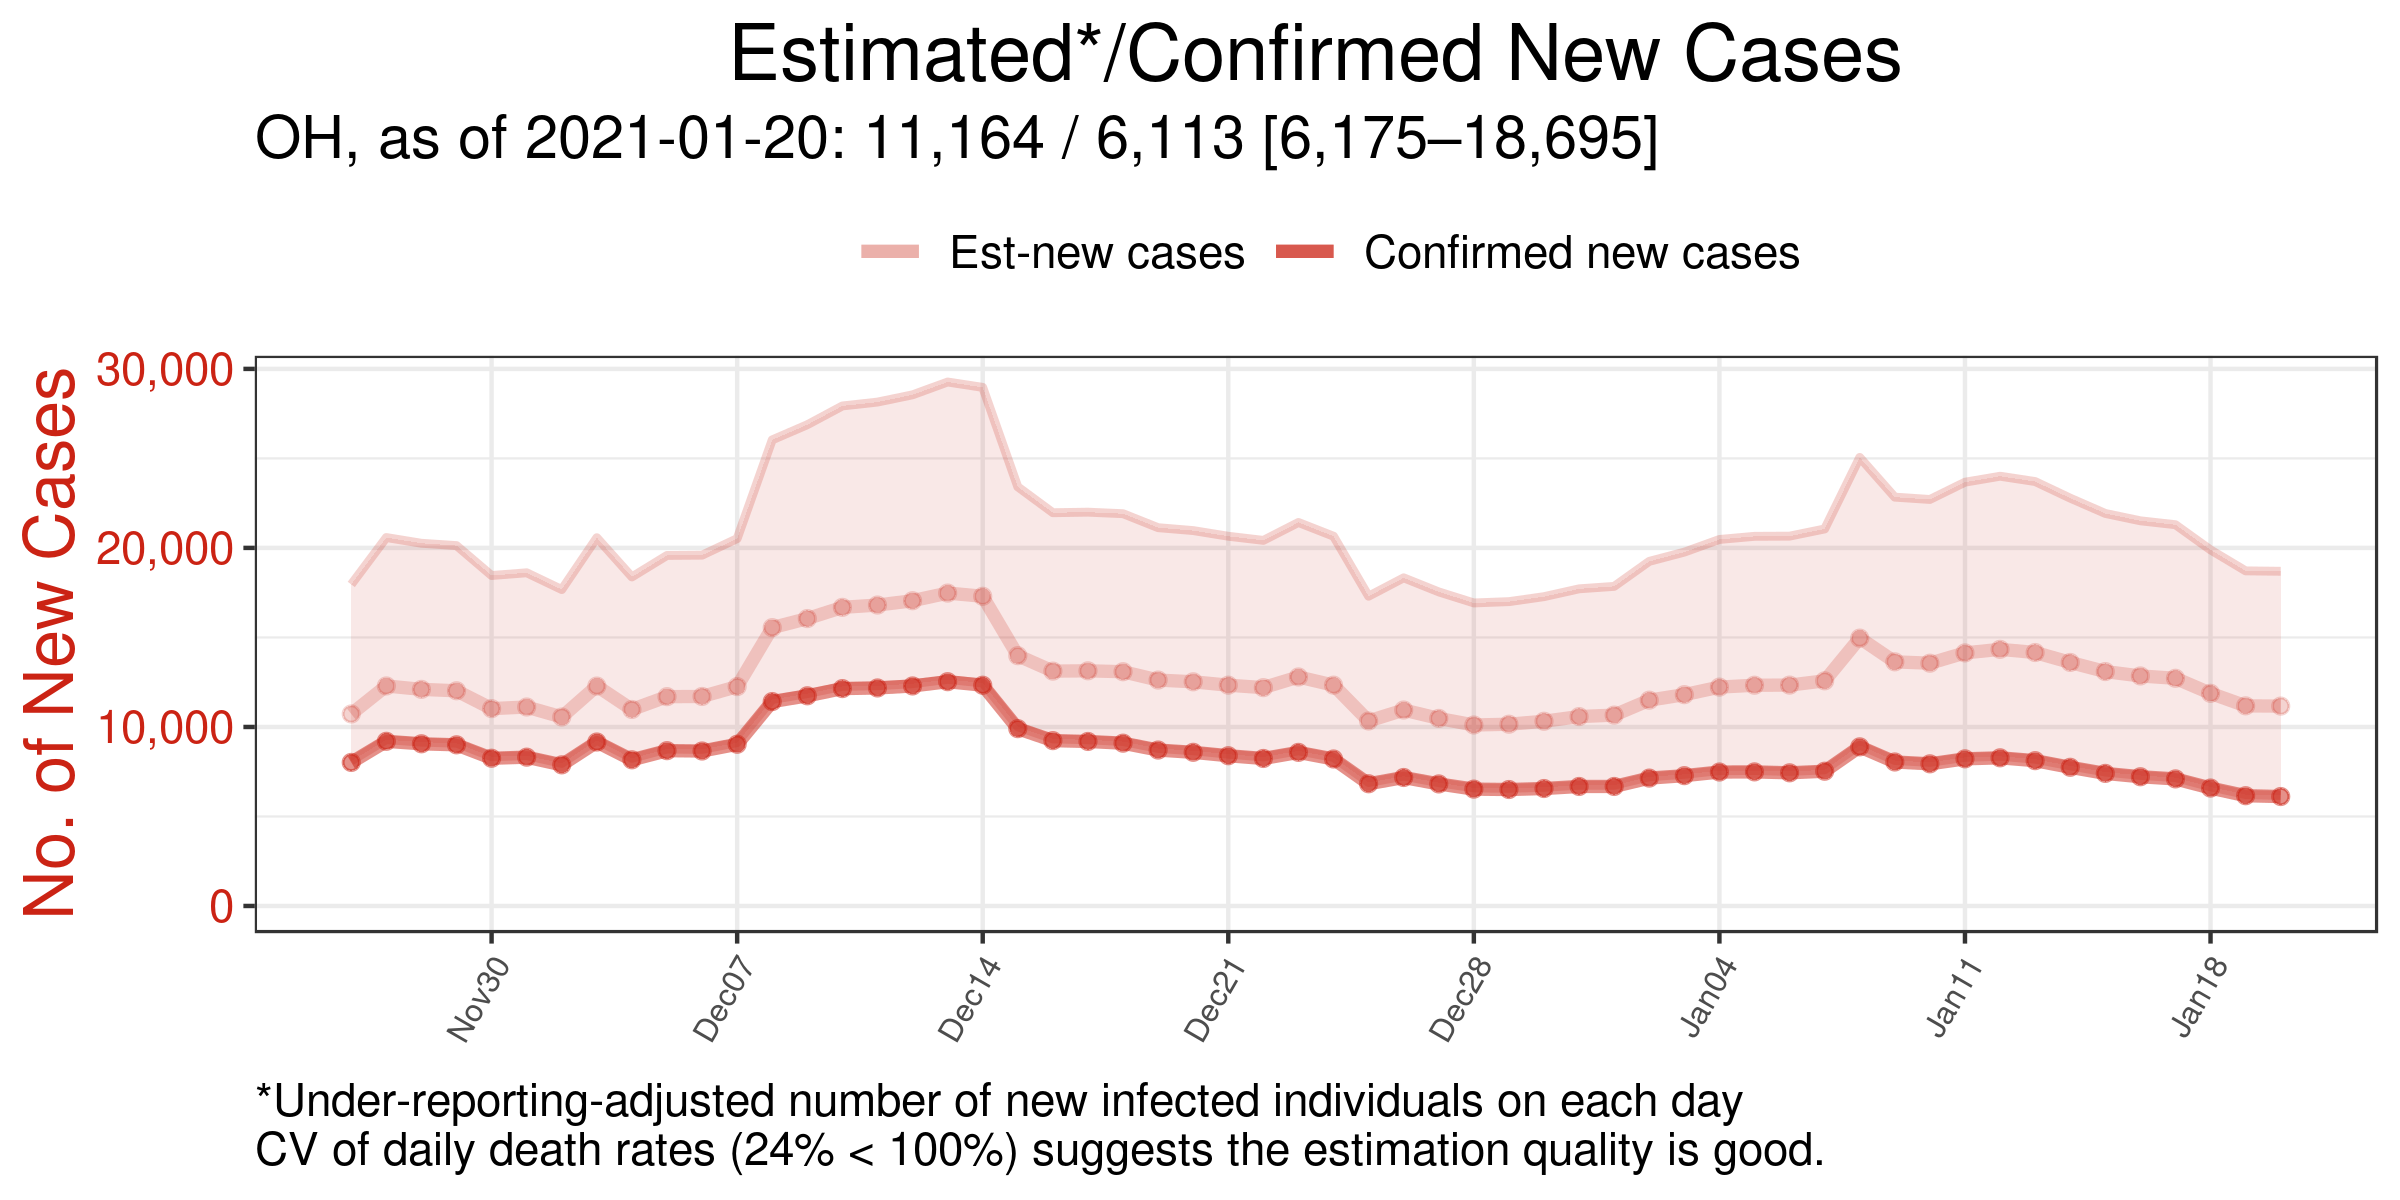 Estimated*/Confirmed New Cases
OH, as of 2021-01-20: 11,164 / 6,113 [6,175–18,695]
Est-new cases
Confirmed new cases
No. of New Cases
30,000
20,000
10,000
0
Nov30
Dec07
Dec14
Dec21
Dec28
Jan04
Jan11
Jan18
*Under-reporting-adjusted number of new infected individuals on each day
CV of daily death rates (24% < 100%) suggests the estimation quality is good.